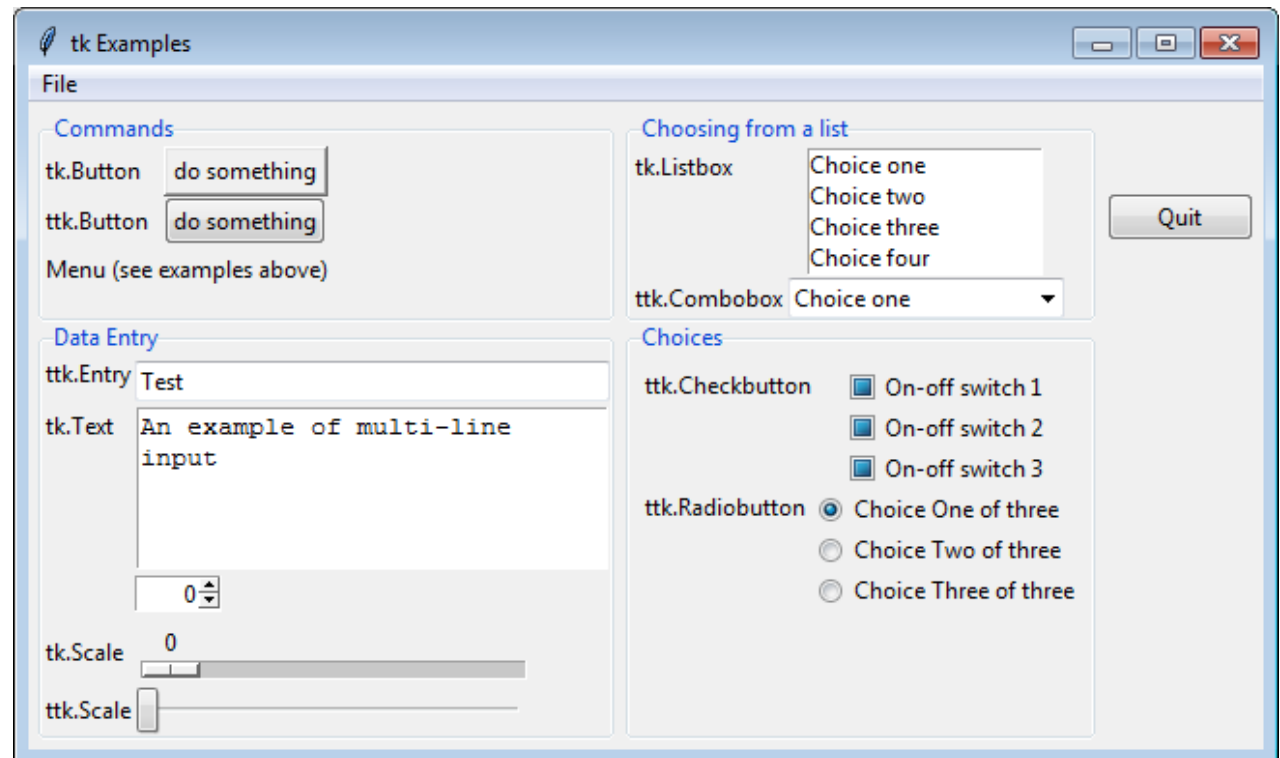 tk Examples
File
Commands
tk.Button do something
ttk.Button do something
Menu (see examples above)
Choosing from a list
tk.Listbox Choice one
Choice two
Choice three
Choice four
ttk.Combobox Choice one
Quit
Data Entry
ttk.Entry Test
tk.Text An example of multi-line
input
0
tk.Scale 0
ttk.Scale
Choices
ttk.Checkbutton On-off switch 1
On-off switch 2
On-off switch 3
ttk.Radiobutton Choice One of three
Choice Two of three
Choice Three of three